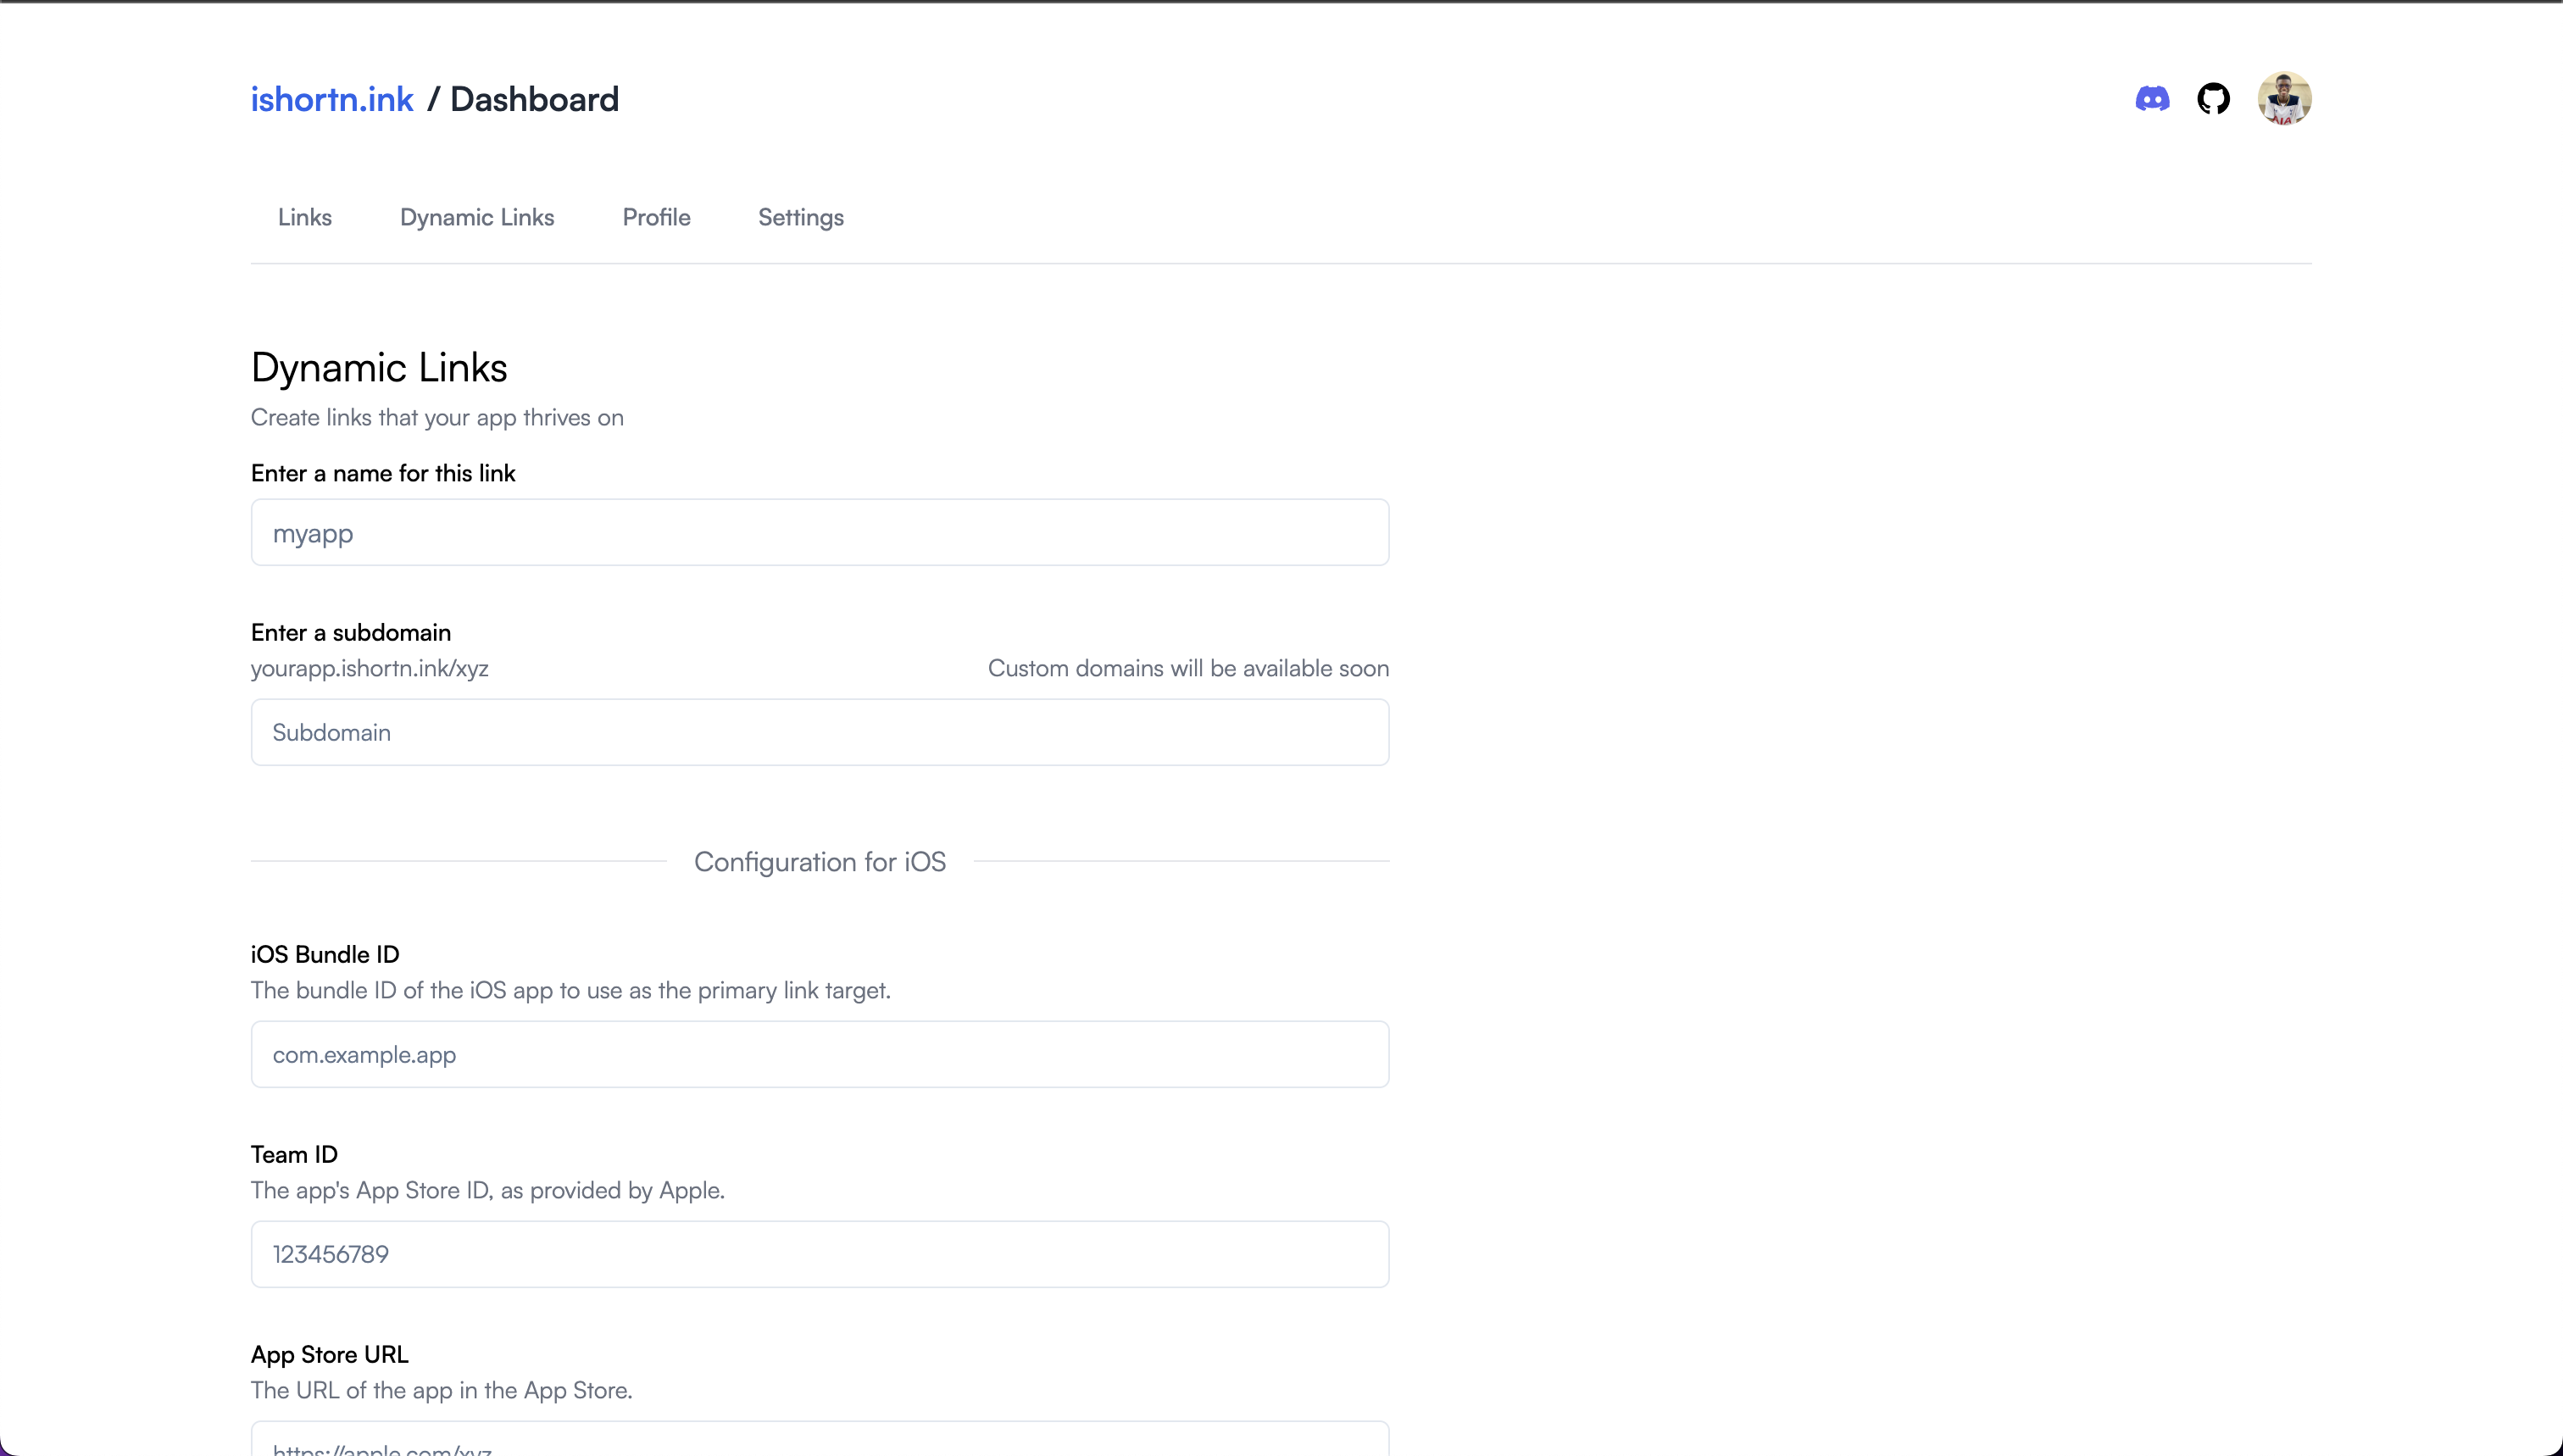 ishortn.ink / Dashboard
Links Dynamic Links Profile Settings
Dynamic Links
Create links that your app thrives on
Enter a name for this link
myapp
Enter a subdomain
yourapp.ishortn.ink/xyz Custom domains will be available soon
Subdomain
Configuration for iOS
iOS Bundle ID
The bundle ID of the iOS app to use as the primary link target.
com.example.app
Team ID
The app's App Store ID, as provided by Apple.
123456789
App Store URL
The URL of the app in the App Store.
https://apple.com/xyz